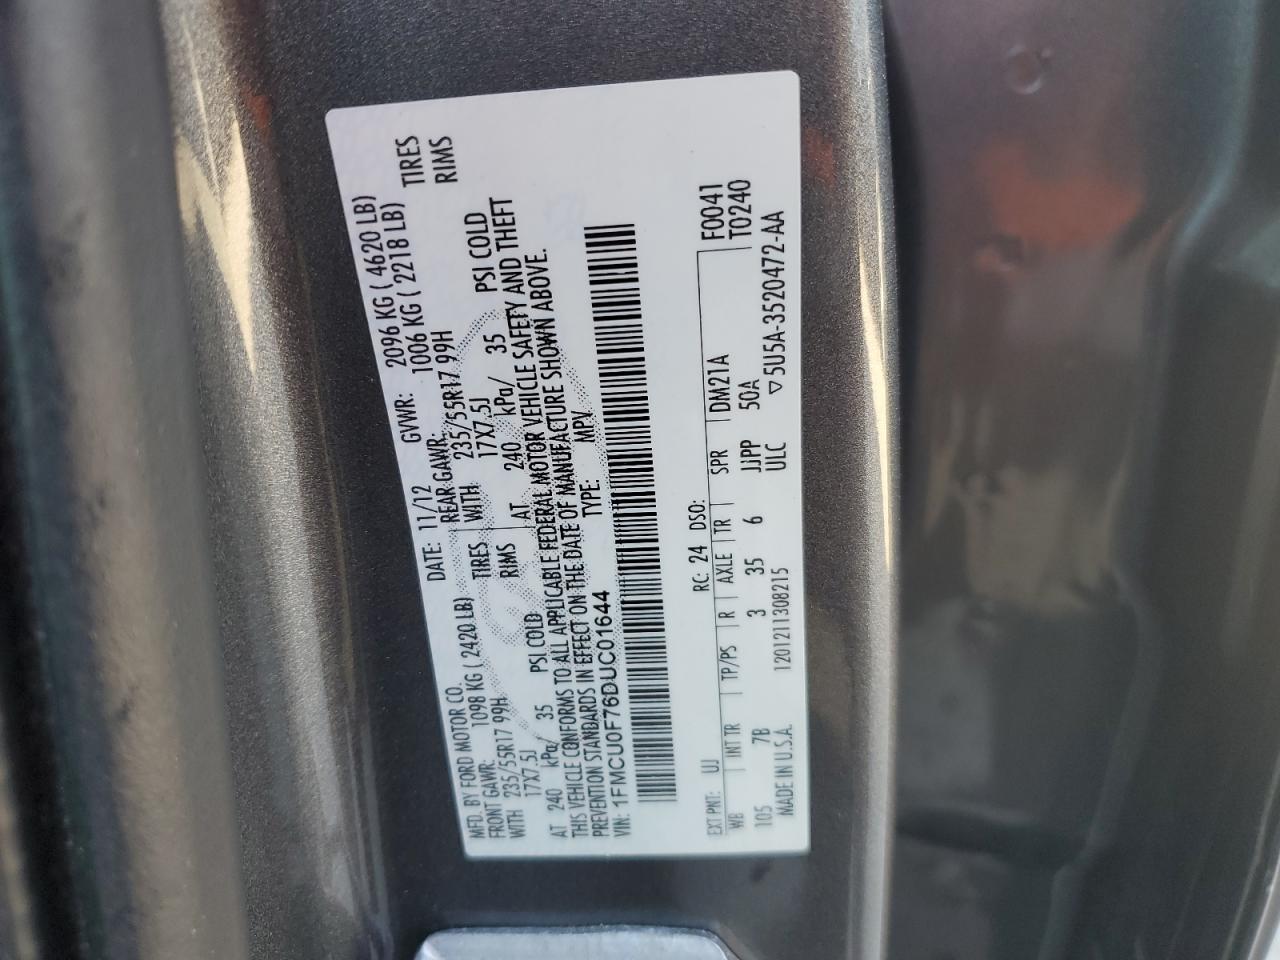 MFD. BY FORD MOTOR CO. DATE: 11/12 GVWR: 2096 KG ( 4620 LB)
FRONT GAWR: 1098 KG ( 2420 LB) REAR GAWR: 1006 KG ( 2218 LB)
WITH 235/55R17 99H TIRES WITH 235/55R17 99H TIRES
17X7.5J RIMS 17X7.5J RIMS
AT 240 kPa/ 35 PSI COLD AT 240 kPa/ 35 PSI COLD
THIS VEHICLE CONFORMS TO ALL APPLICABLE FEDERAL MOTOR VEHICLE SAFETY AND THEFT
PREVENTION STANDARDS IN EFFECT ON THE DATE OF MANUFACTURE SHOWN ABOVE.
VIN: 1FMCU0F76DUC01644 TYPE: MPV
EXT PNT: UJ RC: 24 DSO: F0041
WB INT TR TP/PS R AXLE TR SPR DM21A T0240
105 7B 3 35 6 JJPP 50A
MADE IN U.S.A. 1201211308215 ULC ▽5U5A-3520472-AA